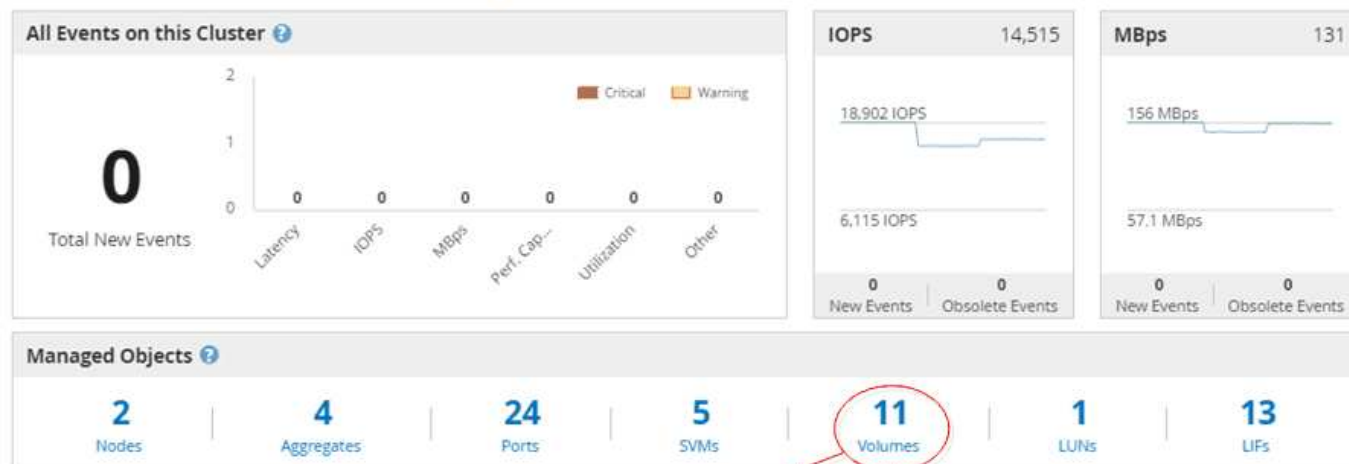 All Events on this Cluster ?
IOPS 14,515
MBps 131
2
1
0
Critical Warning
0
Total New Events
0 0 0 0 0 0
Latency IOPS MBps Perf. Cap... Utilization Other
18,902 IOPS
6,115 IOPS
0 0
New Events Obsolete Events
156 MBps
57.1 MBps
0 0
New Events Obsolete Events
Managed Objects ?
2 4 24 5 11 1 13
Nodes Aggregates Ports SVMs Volumes LUNs LIFs